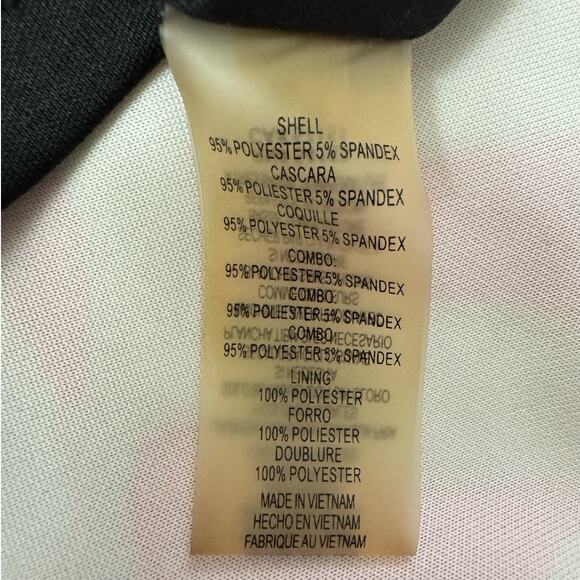 SHELL
95% POLYESTER 5% SPANDEX
CASCARA
95% POLIESTER 5% SPANDEX
COQUILLE
95% POLYESTER 5% SPANDEX
COMBO:
95% POLYESTER 5% SPANDEX
COMBO:
95% POLIESTER 5% SPANDEX
COMBO:
95% POLYESTER 5% SPANDEX
LINING
100% POLYESTER
FORRO
100% POLIESTER
DOUBLURE
100% POLYESTER
MADE IN VIETNAM
HECHO EN VIETNAM
FABRIQUE AU VIETNAM